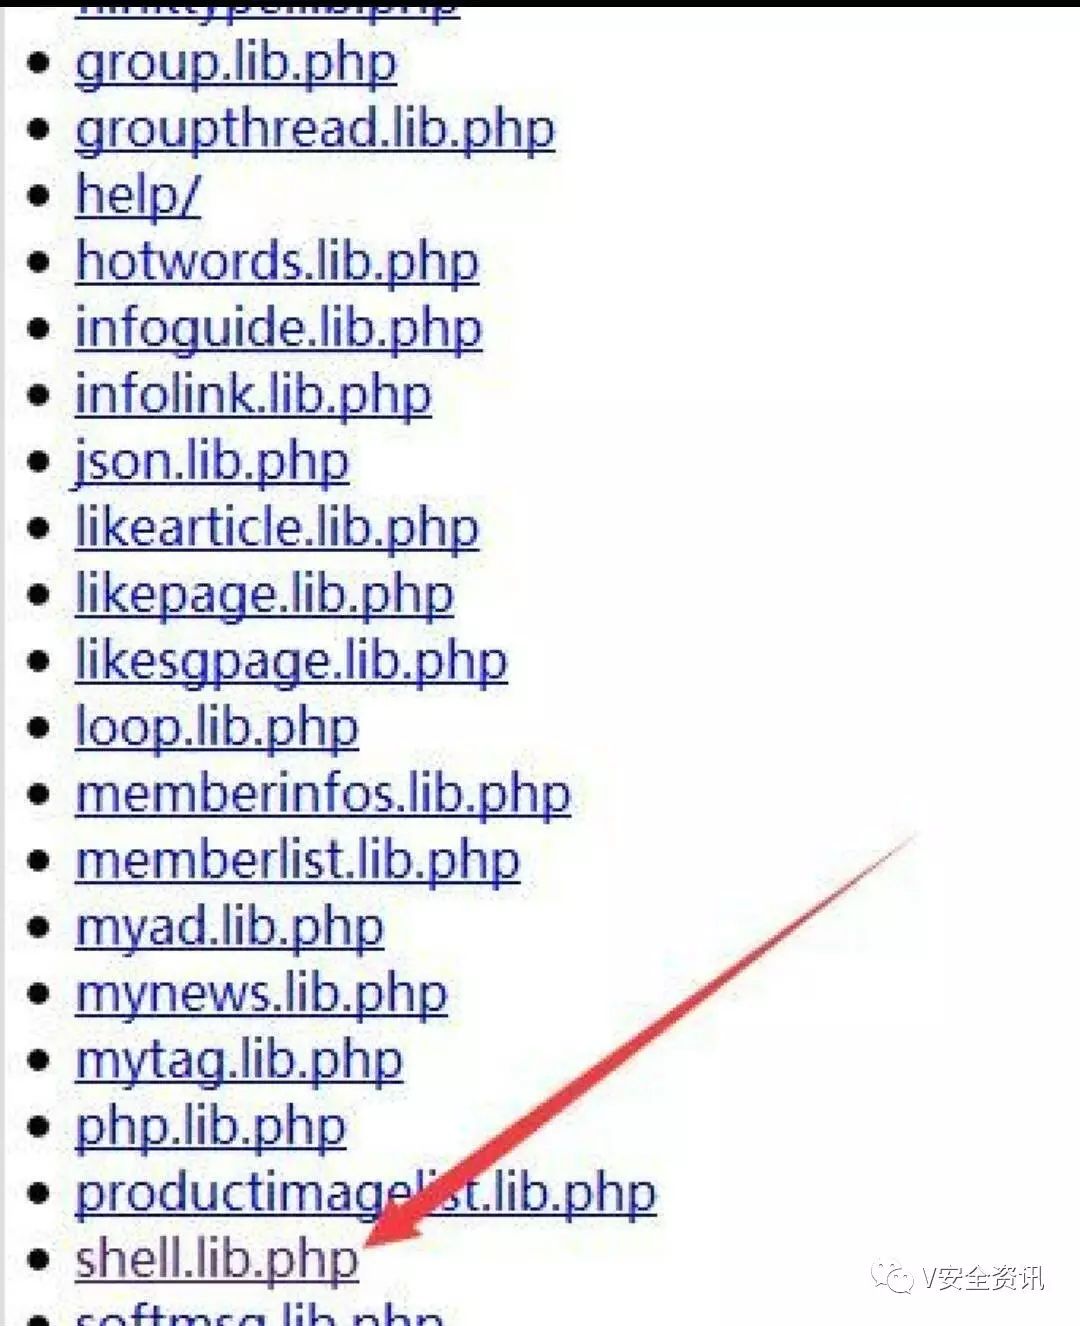 group.lib.php
groupthread.lib.php
help/
hotwords.lib.php
infoguide.lib.php
infolink.lib.php
json.lib.php
likearticle.lib.php
likepage.lib.php
likesgpage.lib.php
loop.lib.php
memberinfos.lib.php
memberlist.lib.php
myad.lib.php
mynews.lib.php
mytag.lib.php
php.lib.php
productimagelist.lib.php
shell.lib.php
softmsg.lib.php
V安全资讯